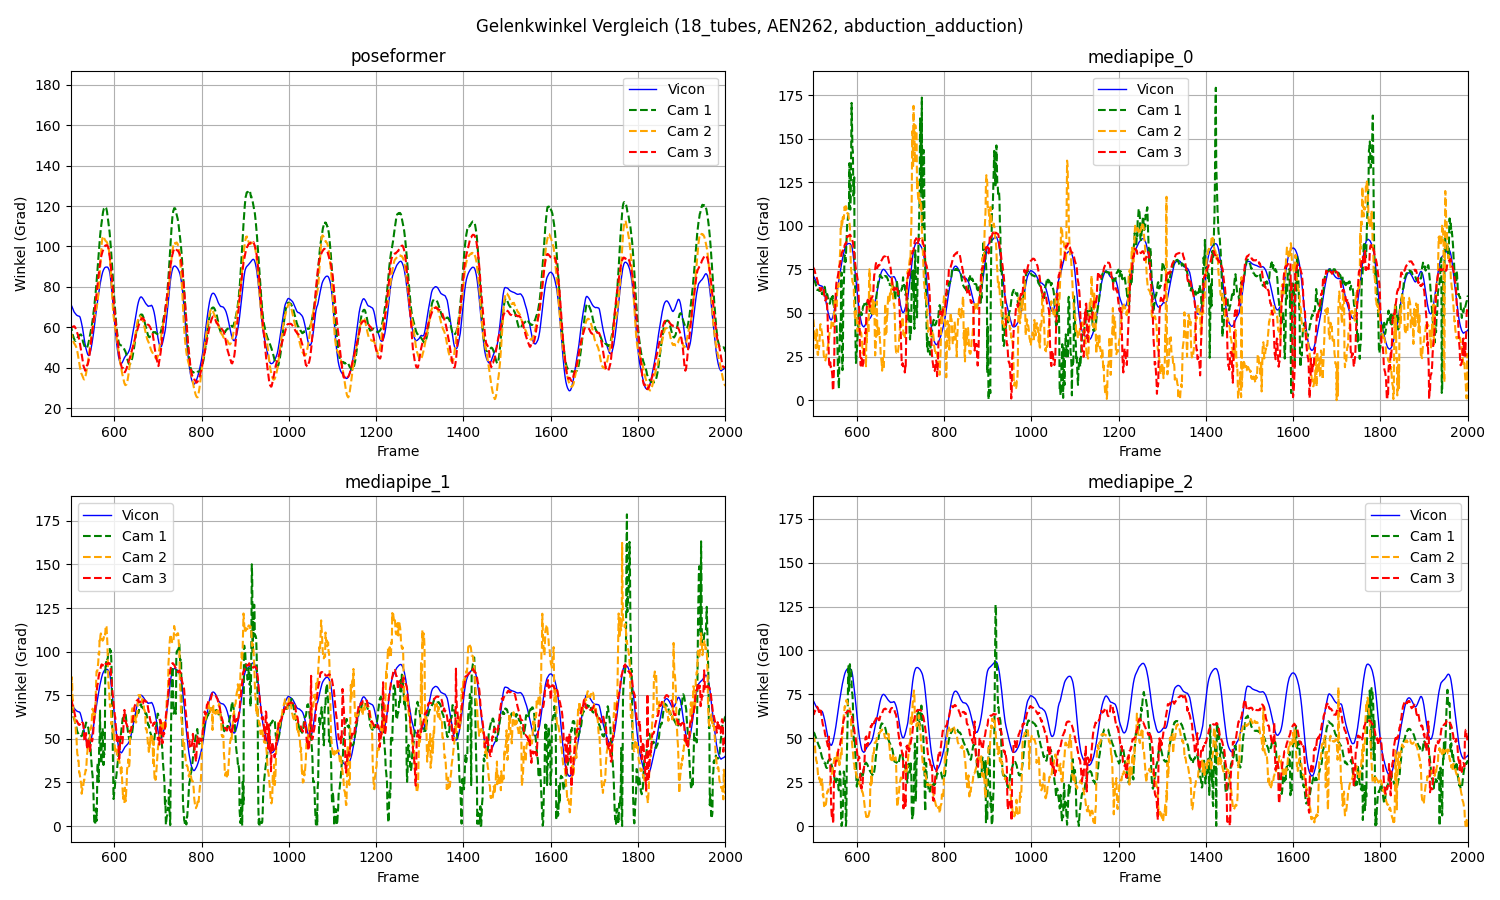 Gelenkwinkel Vergleich (18_tubes, AEN262, abduction_adduction)
poseformer
Winkel (Grad)
180
160
140
120
100
80
60
40
20
600 800 1000 1200 1400 1600 1800 2000
Frame
Vicon
Cam 1
Cam 2
Cam 3
mediapipe_0
Winkel (Grad)
175
150
125
100
75
50
25
0
600 800 1000 1200 1400 1600 1800 2000
Frame
Vicon
Cam 1
Cam 2
Cam 3
mediapipe_1
Winkel (Grad)
175
150
125
100
75
50
25
0
600 800 1000 1200 1400 1600 1800 2000
Frame
Vicon
Cam 1
Cam 2
Cam 3
mediapipe_2
Winkel (Grad)
175
150
125
100
75
50
25
0
600 800 1000 1200 1400 1600 1800 2000
Frame
Vicon
Cam 1
Cam 2
Cam 3